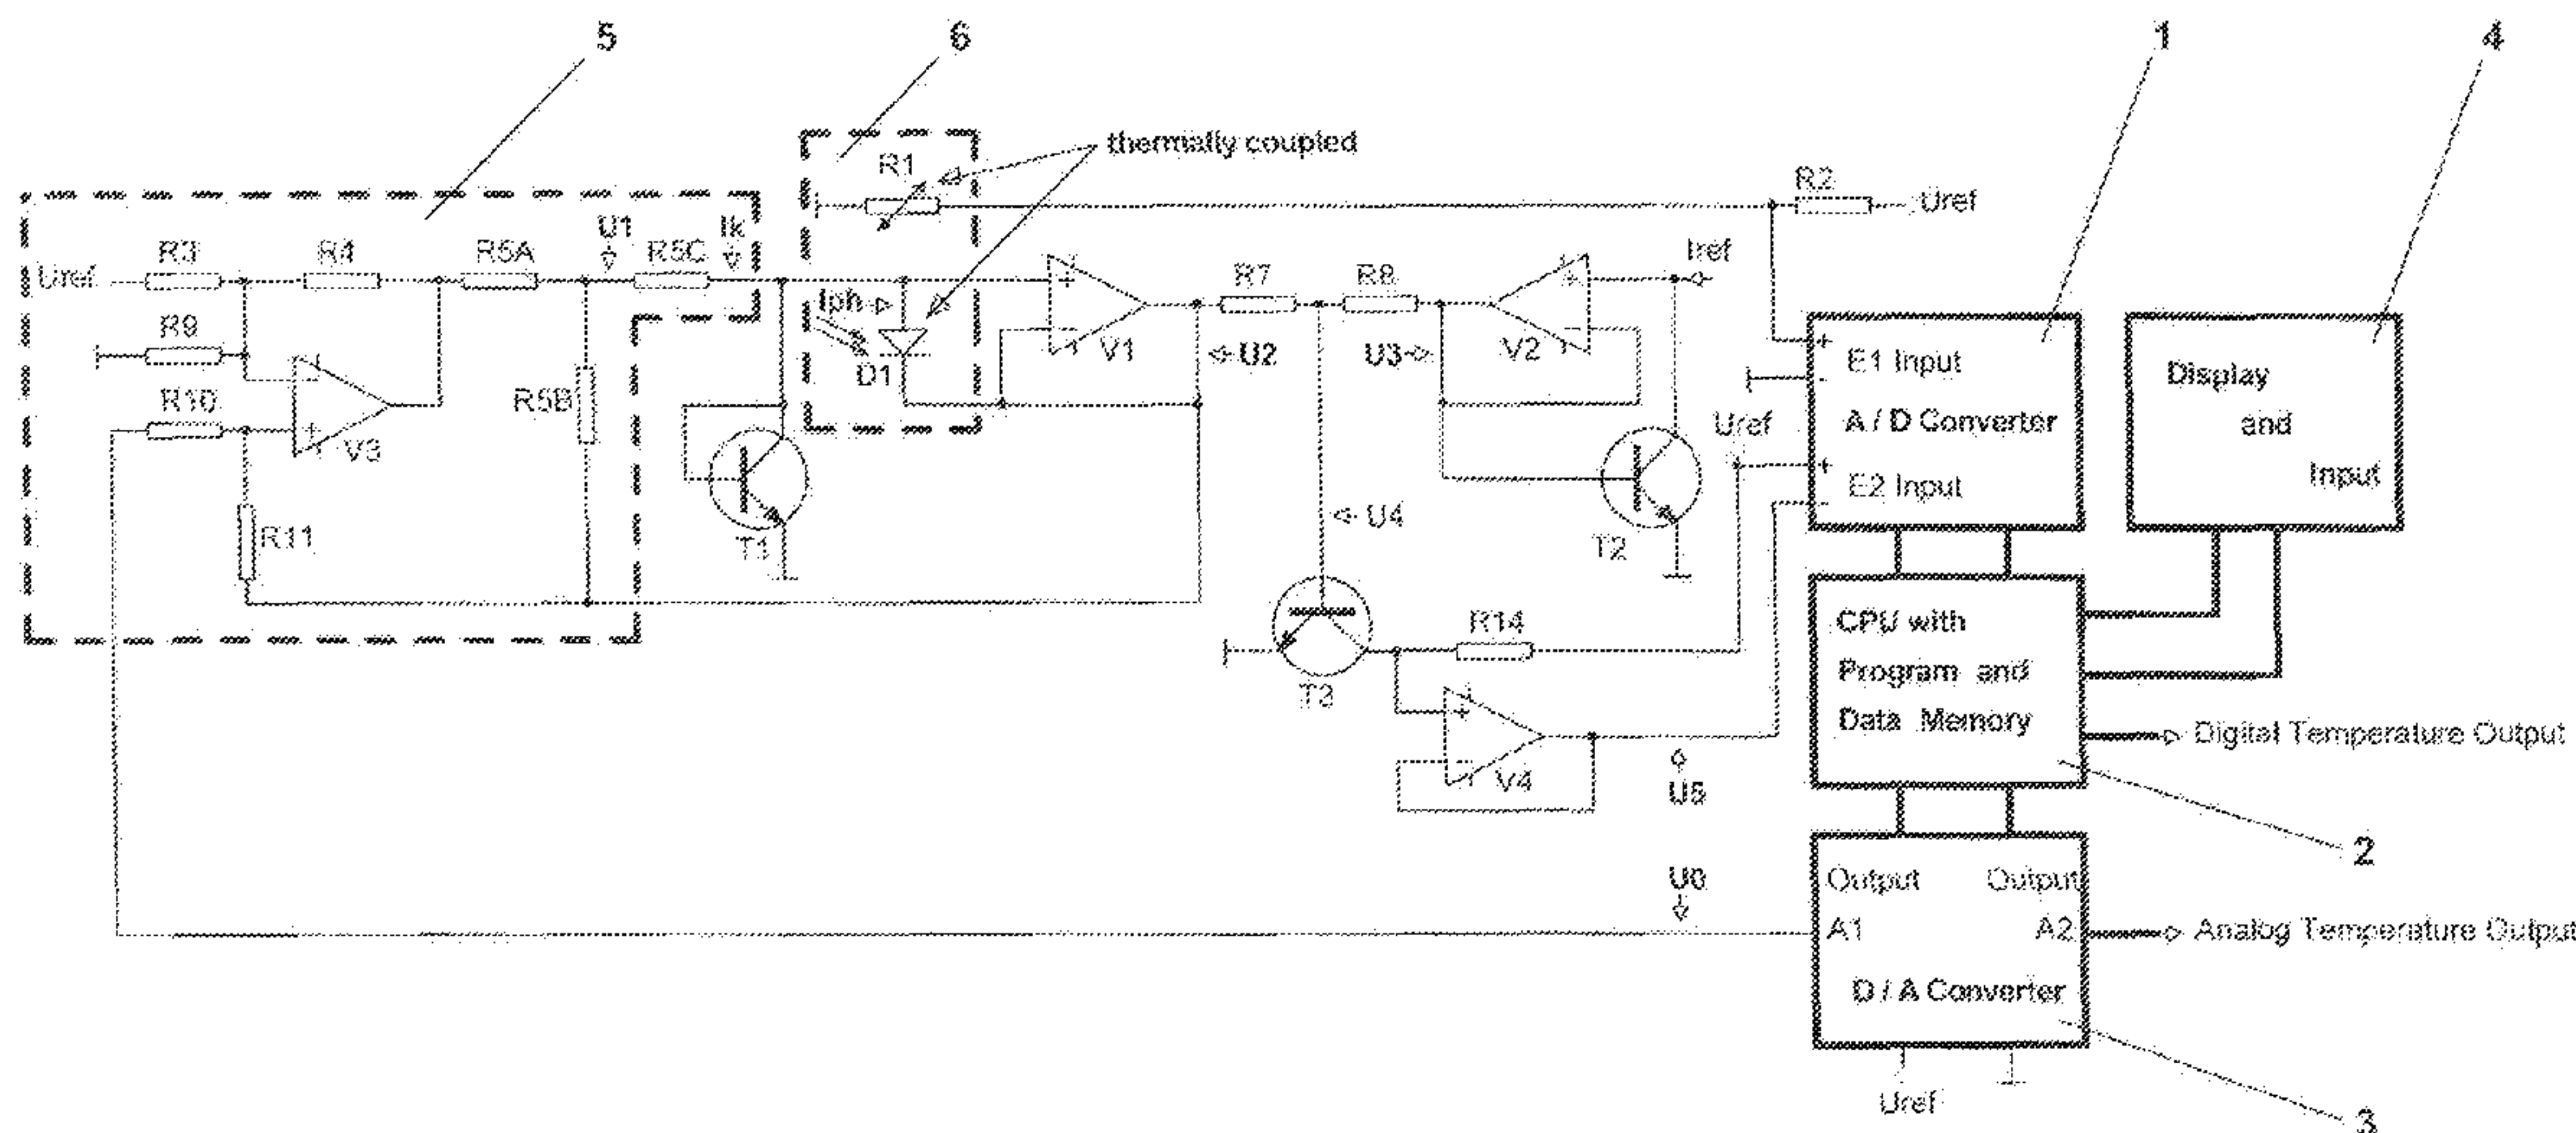 5
6
1
4
thermally coupled
R1
R2
Uref
U1
Ik
Uref
R3
R4
R5A
R5C
Iph
R7
R8
Iref
R9
V1
U2
U3
V2
D1
E1 Input
A / D Converter
E2 Input
Display
and
Input
Uref
R10
V3
R5B
R11
T1
U4
T2
T3
R14
V4
U5
CPU with
Program and
Data Memory
Digital Temperature Output
2
U0
Output
Output
A1
A2
Analog Temperature Output
D / A Converter
Uref
3